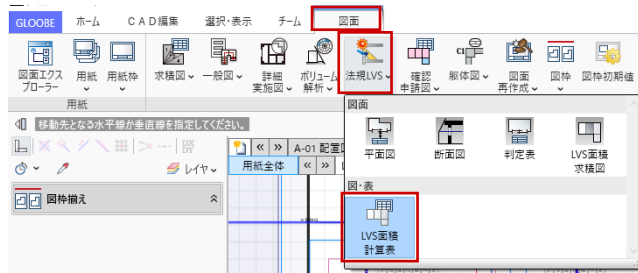 GLOOBE ホーム CAD編集 選択・表示 チーム 図面
図面エクス
プローラー
用紙
用紙枠
求積図
一般図
詳細
実施図
ボリューム
解析
法規LVS
確認
申請図
躯体図
図面
再作成
図枠
図枠初期値
用紙
図面
移動先となる水平線か垂直線を指定してください。
平面図
断面図
判定表
LVS面積
求積図
A-01 配置
レイヤ
用紙全体
図枠揃え
図・表
LVS面積
計算表